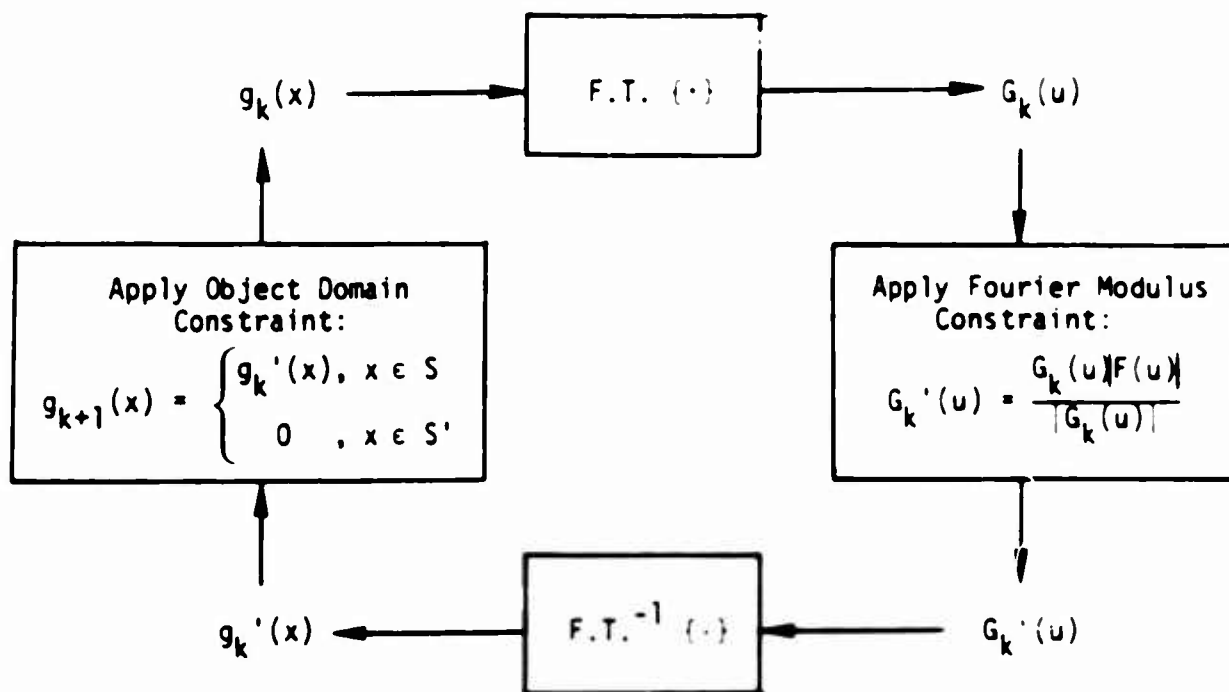 g_k(x)
F.T. {·}
G_k(u)
Apply Object Domain
Constraint:
g_{k+1}(x) = { g_k'(x), x ε S
0 , x ε S'
Apply Fourier Modulus
Constraint:
G_k'(u) = G_k(u)|F(u)|
|G_k(u)|
g_k'(x)
F.T.^{-1} {·}
G_k'(u)